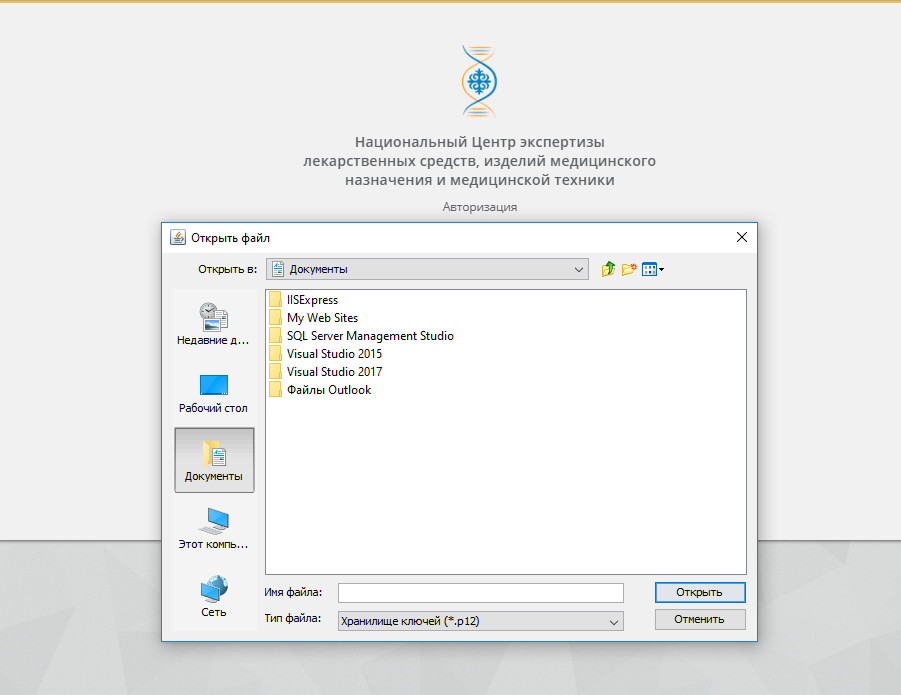 Национальный Центр экспертизы
лекарственных средств, изделий медицинского
назначения и медицинской техники
Авторизация
Открыть файл
Открыть в:
Документы
Недавние д...
Рабочий стол
Документы
Этот компь...
Сеть
IISExpress
My Web Sites
SQL Server Management Studio
Visual Studio 2015
Visual Studio 2017
Файлы Outlook
Имя файла:
Открыть
Тип файла:
Хранилище ключей (*.p12)
Отменить